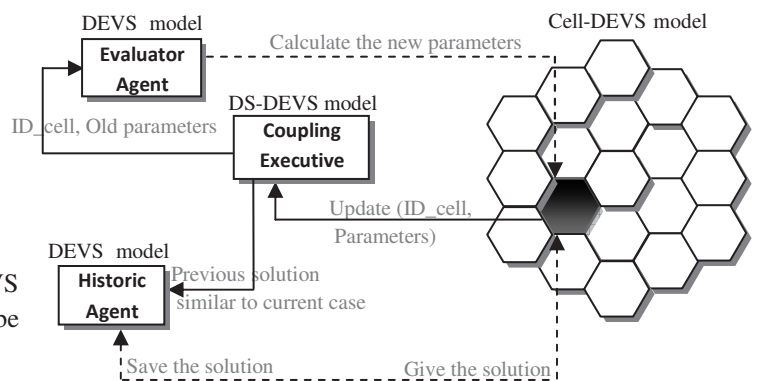 DEVS model
Cell-DEVS model
Evaluator
Agent
Calculate the new parameters
DS-DEVS model
ID_cell, Old parameters
Coupling
Executive
Update (ID_cell,
Parameters)
DEVS model
Historic
Agent
Previous solution
similar to current case
VS
be
Save the solution
Give the solution